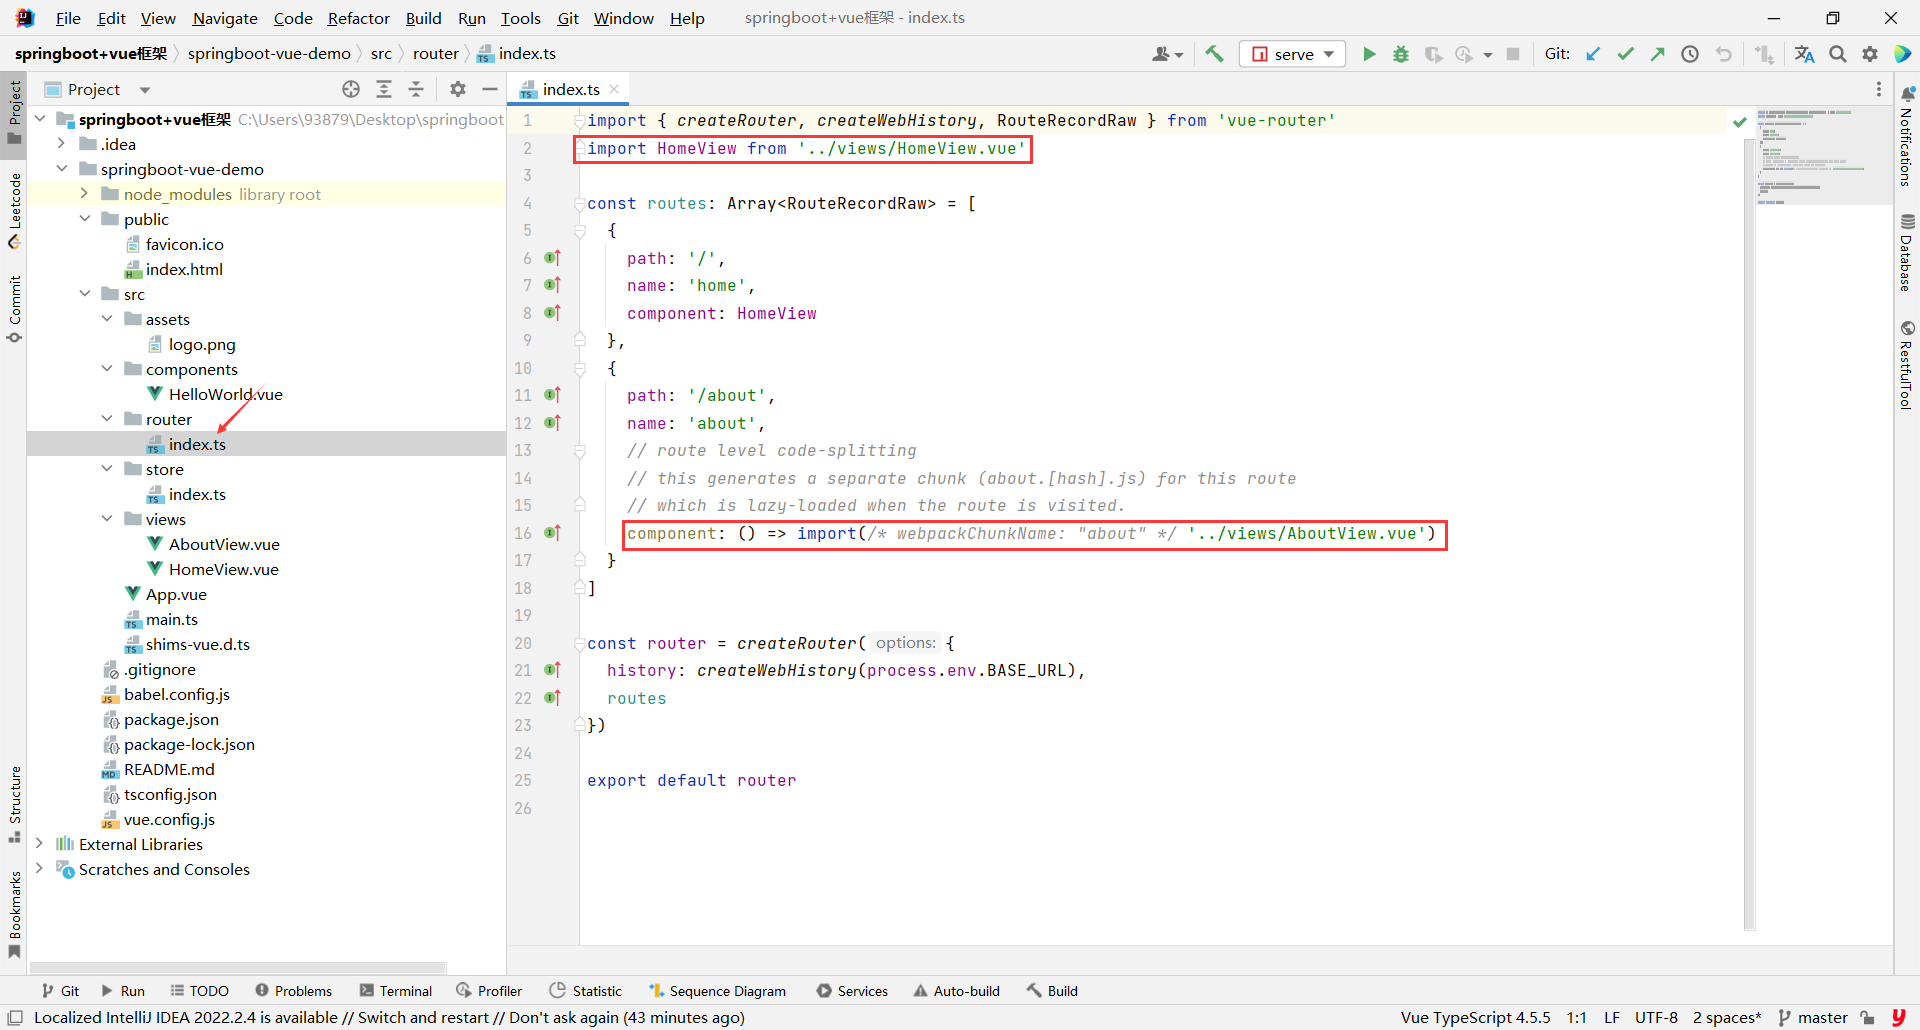 File Edit View Navigate Code Refactor Build Run Tools Git Window Help springboot+vue框架 - index.ts
springboot+vue框架 springboot-vue-demo src router index.ts serve Git:
Project
index.ts
Project
Leetcode
Commit
Structure
Bookmarks
springboot+vue框架 C:\Users\93879\Desktop\springboot
.idea
springboot-vue-demo
node_modules library root
public
favicon.ico
index.html
src
assets
logo.png
components
HelloWorld.vue
router
index.ts
store
index.ts
views
AboutView.vue
HomeView.vue
App.vue
main.ts
shims-vue.d.ts
.gitignore
babel.config.js
package.json
package-lock.json
README.md
tsconfig.json
vue.config.js
External Libraries
Scratches and Consoles
1 import { createRouter, createWebHistory, RouteRecordRaw } from 'vue-router'
2 import HomeView from '../views/HomeView.vue'
3
4 const routes: Array<RouteRecordRaw> = [
5 {
6 path: '/',
7 name: 'home',
8 component: HomeView
9 },
10 {
11 path: '/about',
12 name: 'about',
13 // route level code-splitting
14 // this generates a separate chunk (about.[hash].js) for this route
15 // which is lazy-loaded when the route is visited.
16 component: () => import(/* webpackChunkName: "about" */ '../views/AboutView.vue')
17 }
18 ]
19
20 const router = createRouter( options: {
21 history: createWebHistory(process.env.BASE_URL),
22 routes
23 })
24
25 export default router
26
Notifications
Database
RestfulTool
Git Run TODO Problems Terminal Profiler Statistic Sequence Diagram Services Auto-build Build
Localized IntelliJ IDEA 2022.2.4 is available // Switch and restart // Don't ask again (43 minutes ago) Vue TypeScript 4.5.5 1:1 LF UTF-8 2 spaces* master